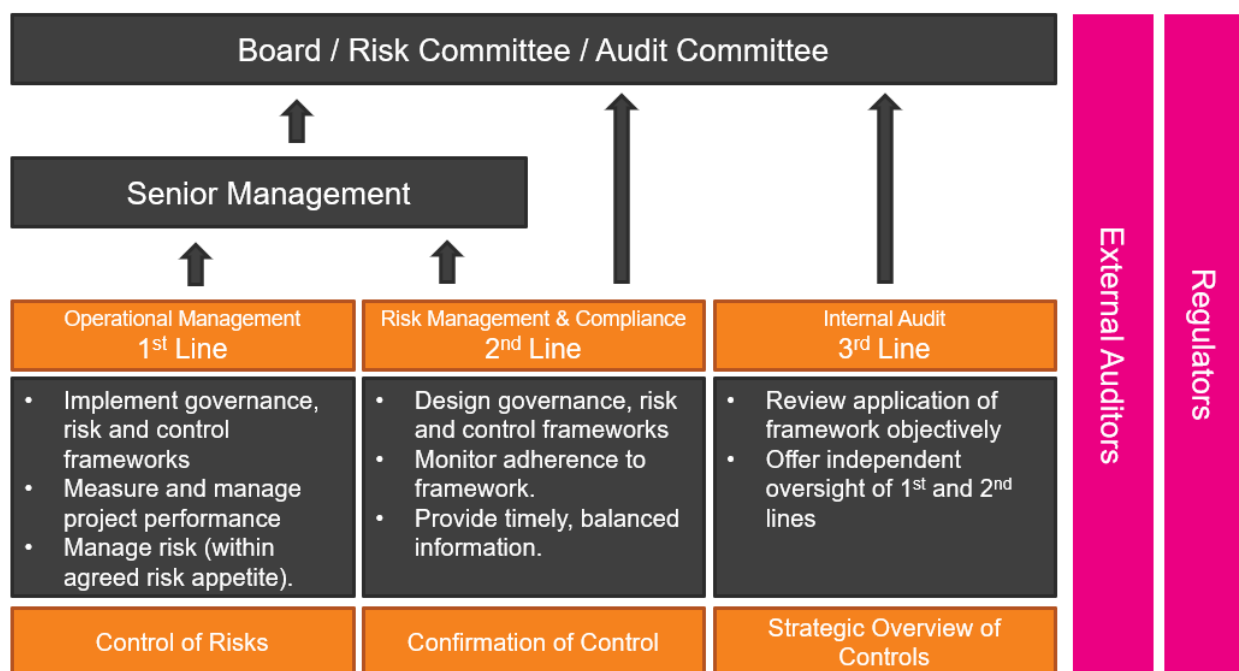 Board / Risk Committee / Audit Committee
Senior Management
Operational Management
1st Line
• Implement governance,
risk and control
frameworks
• Measure and manage
project performance
• Manage risk (within
agreed risk appetite).
Control of Risks
Risk Management & Compliance
2nd Line
• Design governance, risk
and control frameworks
• Monitor adherence to
framework.
• Provide timely, balanced
information.
Confirmation of Control
Internal Audit
3rd Line
• Review application of
framework objectively
• Offer independent
oversight of 1st and 2nd
lines
Strategic Overview of
Controls
External Auditors
Regulators